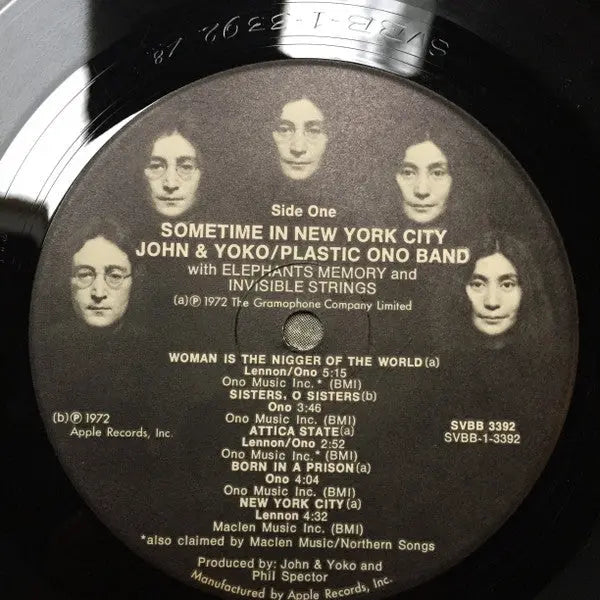 SVBB-1-3392
Side One
SOMETIME IN NEW YORK CITY
JOHN & YOKO/PLASTIC ONO BAND
with ELEPHANTS MEMORY and
INVISIBLE STRINGS
(a)Ⓟ 1972 The Gramophone Company Limited
WOMAN IS THE NIGGER OF THE WORLD(a)
Lennon/Ono 5:15
Ono Music Inc.* (BMI)
SISTERS, O SISTERS(b)
Ono 3:46
Ono Music Inc. (BMI)
ATTICA STATE(a)
Lennon/Ono 2:52
Ono Music Inc.* (BMI)
BORN IN A PRISON(a)
Ono 4:04
Ono Music Inc. (BMI)
NEW YORK CITY(a)
Lennon 4:32
Maclen Music Inc. (BMI)
*also claimed by Maclen Music/Northern Songs
(b)Ⓟ 1972
Apple Records, Inc.
SVBB 3392
SVBB-1-3392
Produced by: John & Yoko and
Phil Spector
Manufactured by Apple Records, Inc.